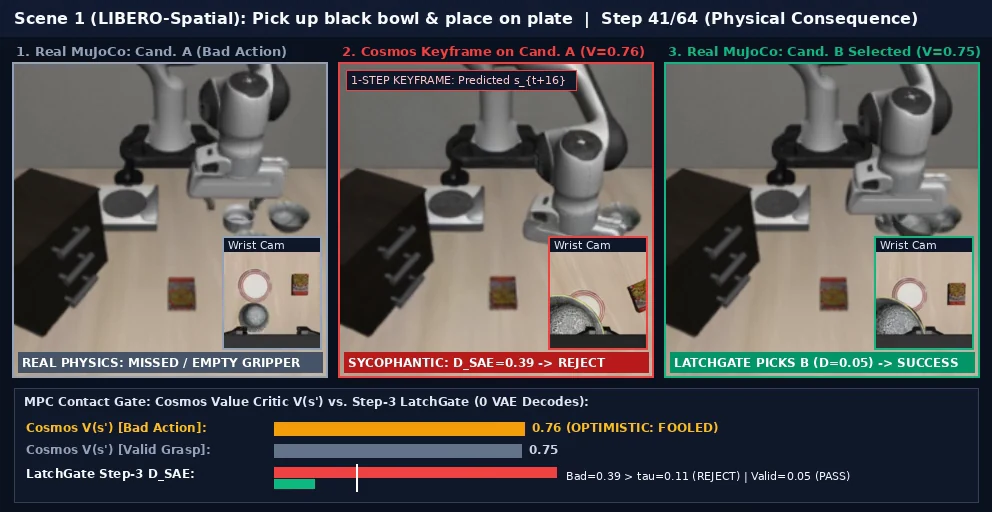 Scene 1 (LIBERO-Spatial): Pick up black bowl & place on plate | Step 41/64 (Physical Consequence)
1. Real MuJoCo: Cand. A (Bad Action)
2. Cosmos Keyframe on Cand. A (V=0.76)
3. Real MuJoCo: Cand. B Selected (V=0.75)
1-STEP KEYFRAME: Predicted s_{t+16}
Wrist Cam
Wrist Cam
Wrist Cam
REAL PHYSICS: MISSED / EMPTY GRIPPER
SYCOPHANTIC: D_SAE=0.39 -> REJECT
LATCHGATE PICKS B (D=0.05) -> SUCCESS
MPC Contact Gate: Cosmos Value Critic V(s') vs. Step-3 LatchGate (0 VAE Decodes):
Cosmos V(s') [Bad Action]:
0.76 (OPTIMISTIC: FOOLED)
Cosmos V(s') [Valid Grasp]:
0.75
LatchGate Step-3 D_SAE:
Bad=0.39 > tau=0.11 (REJECT) | Valid=0.05 (PASS)